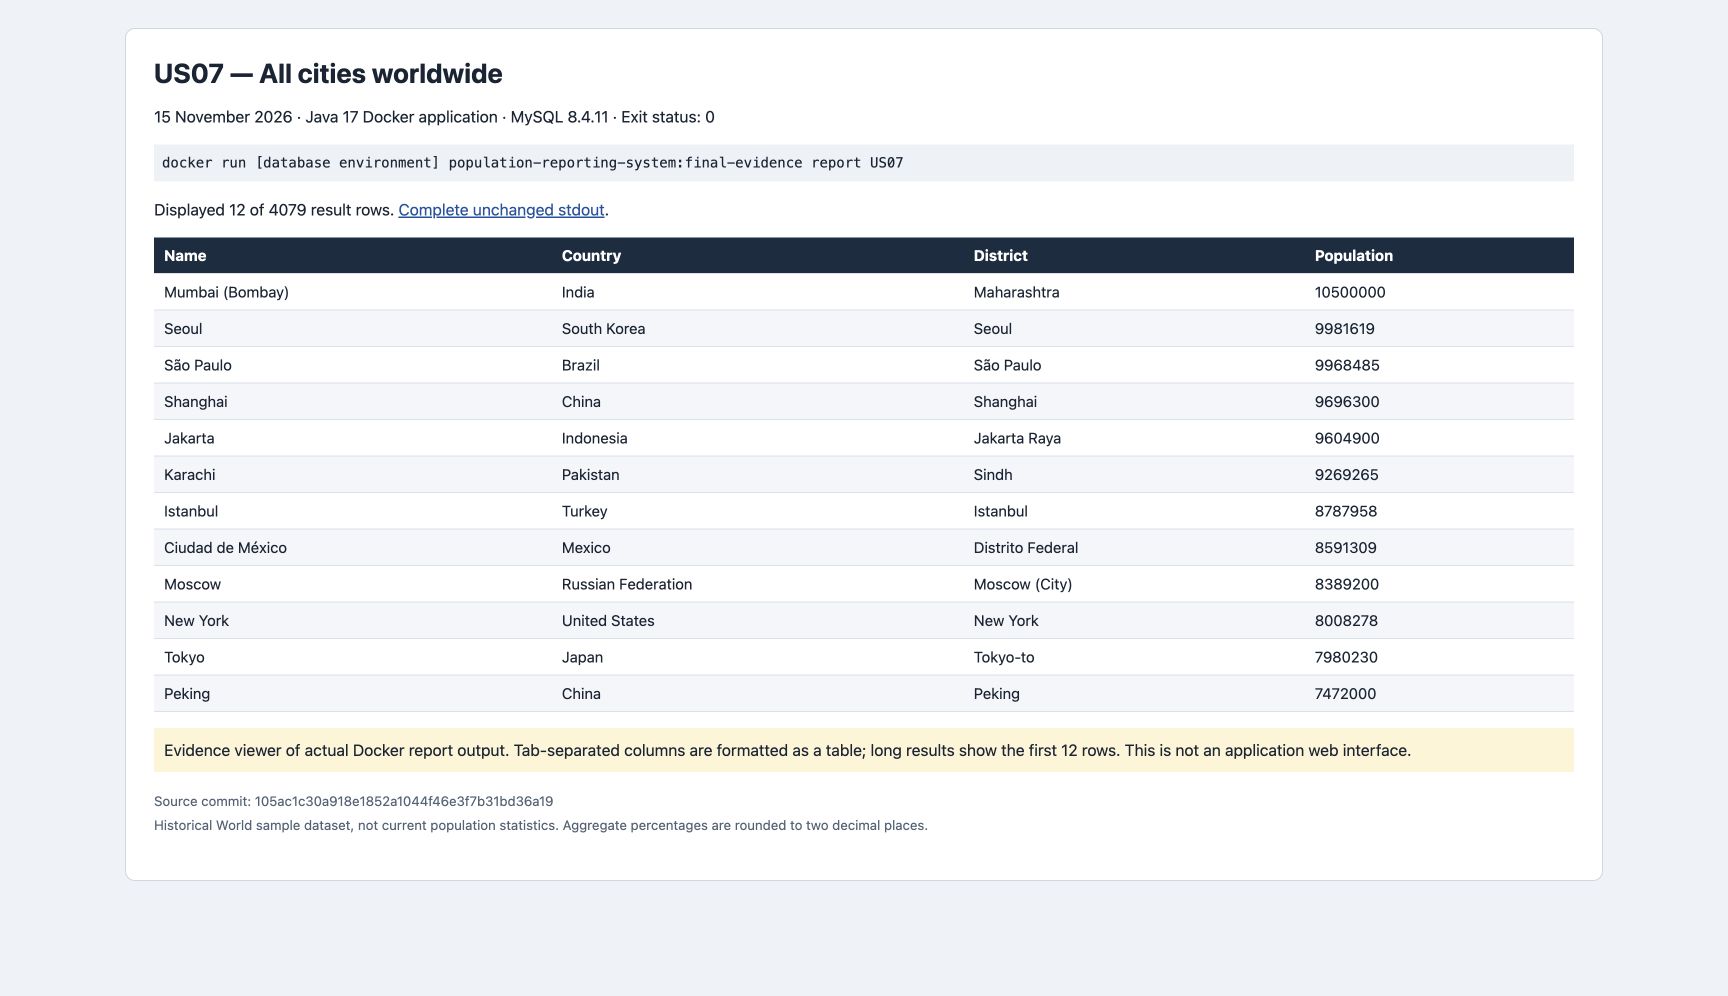 US07 — All cities worldwide
15 November 2026 · Java 17 Docker application · MySQL 8.4.11 · Exit status: 0
docker run [database environment] population-reporting-system:final-evidence report US07
Displayed 12 of 4079 result rows. Complete unchanged stdout.
Name Country District Population
Mumbai (Bombay) India Maharashtra 10500000
Seoul South Korea Seoul 9981619
São Paulo Brazil São Paulo 9968485
Shanghai China Shanghai 9696300
Jakarta Indonesia Jakarta Raya 9604900
Karachi Pakistan Sindh 9269265
Istanbul Turkey Istanbul 8787958
Ciudad de México Mexico Distrito Federal 8591309
Moscow Russian Federation Moscow (City) 8389200
New York United States New York 8008278
Tokyo Japan Tokyo-to 7980230
Peking China Peking 7472000
Evidence viewer of actual Docker report output. Tab-separated columns are formatted as a table; long results show the first 12 rows. This is not an application web interface.
Source commit: 105ac1c30a918e1852a1044f46e3f7b31bd36a19
Historical World sample dataset, not current population statistics. Aggregate percentages are rounded to two decimal places.